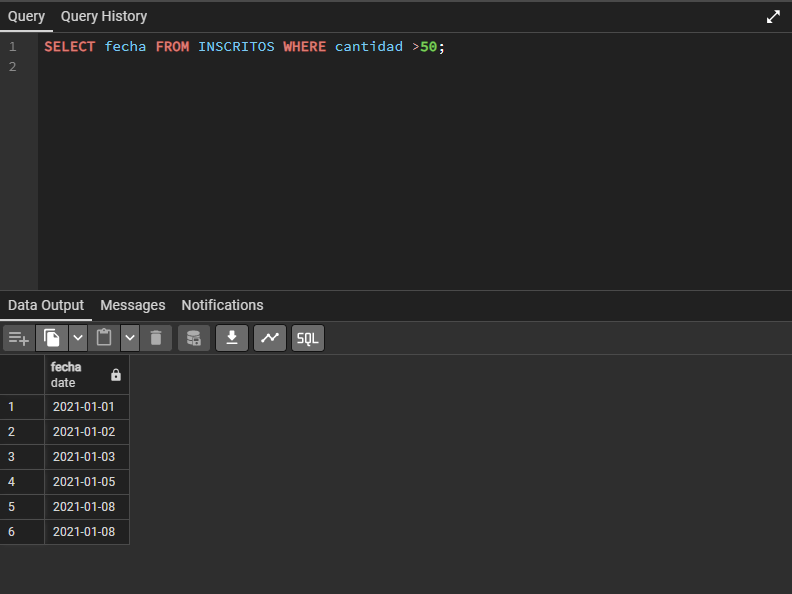 Query Query History
1 SELECT fecha FROM INSCRITOS WHERE cantidad >50;
2
Data Output Messages Notifications
SQL
fecha
date
1 2021-01-01
2 2021-01-02
3 2021-01-03
4 2021-01-05
5 2021-01-08
6 2021-01-08